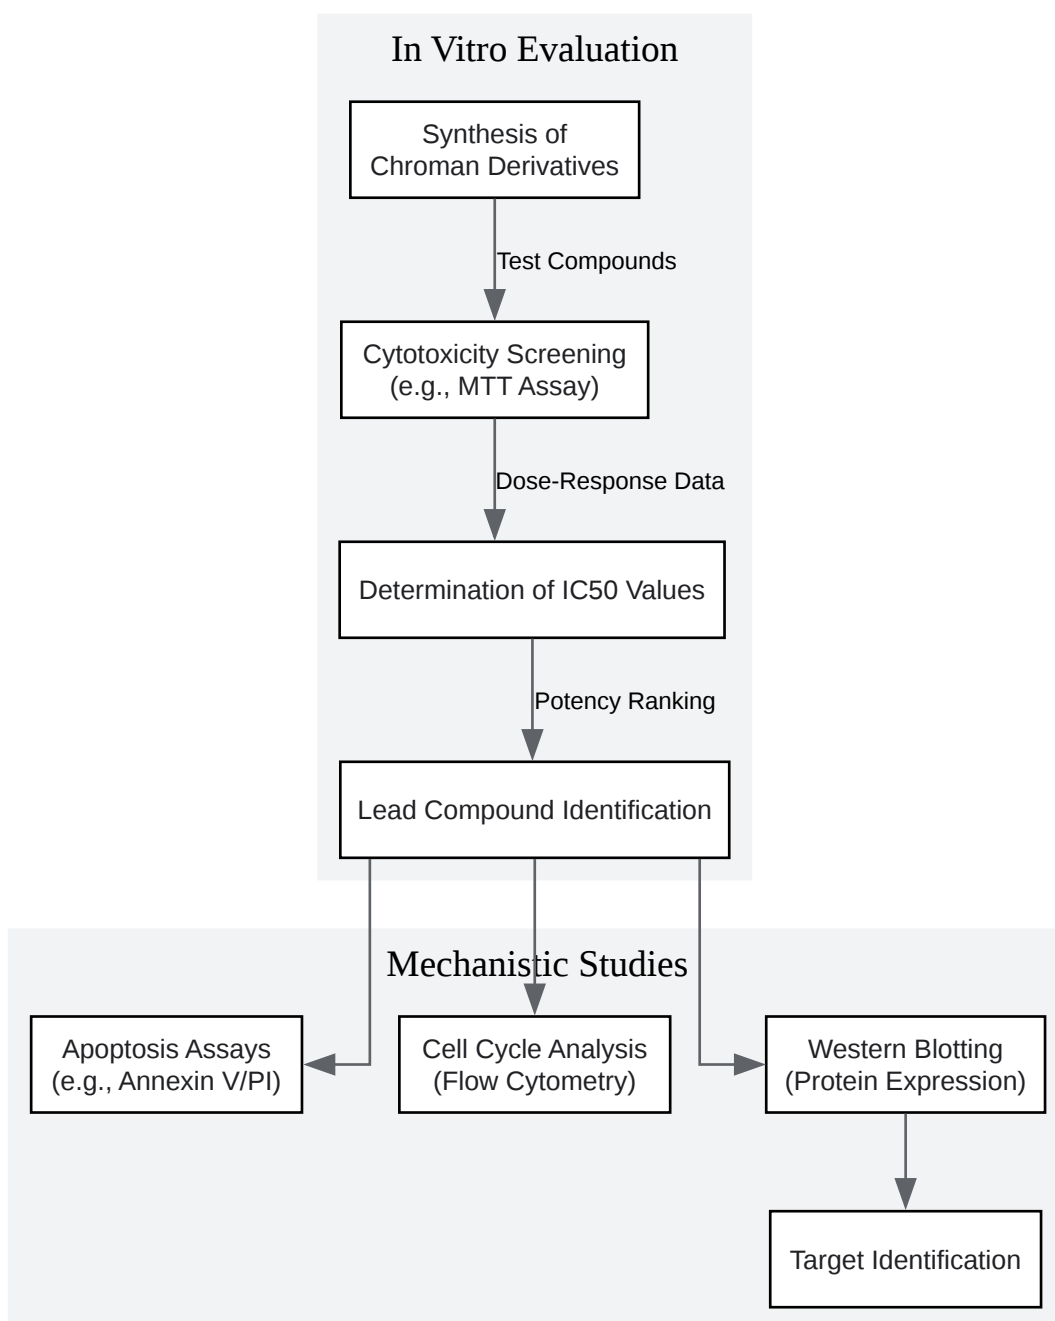 In Vitro Evaluation
Synthesis of
Chroman Derivatives
Test Compounds
Cytotoxicity Screening
(e.g., MTT Assay)
Dose-Response Data
Determination of IC50 Values
Potency Ranking
Lead Compound Identification
Mechanistic Studies
Apoptosis Assays
(e.g., Annexin V/PI)
Cell Cycle Analysis
(Flow Cytometry)
Western Blotting
(Protein Expression)
Target Identification